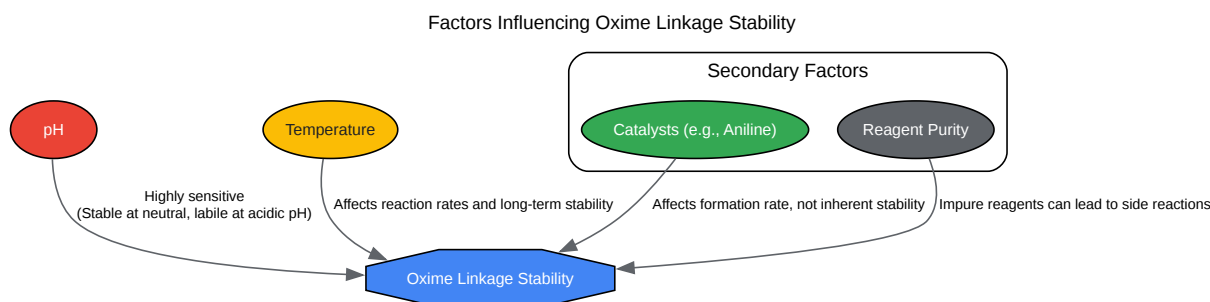 Factors Influencing Oxime Linkage Stability
Secondary Factors
pH
Temperature
Catalysts (e.g., Aniline)
Reagent Purity
Highly sensitive
(Stable at neutral, labile at acidic pH)
Affects reaction rates and long-term stability
Affects formation rate, not inherent stability
Impure reagents can lead to side reactions
Oxime Linkage Stability